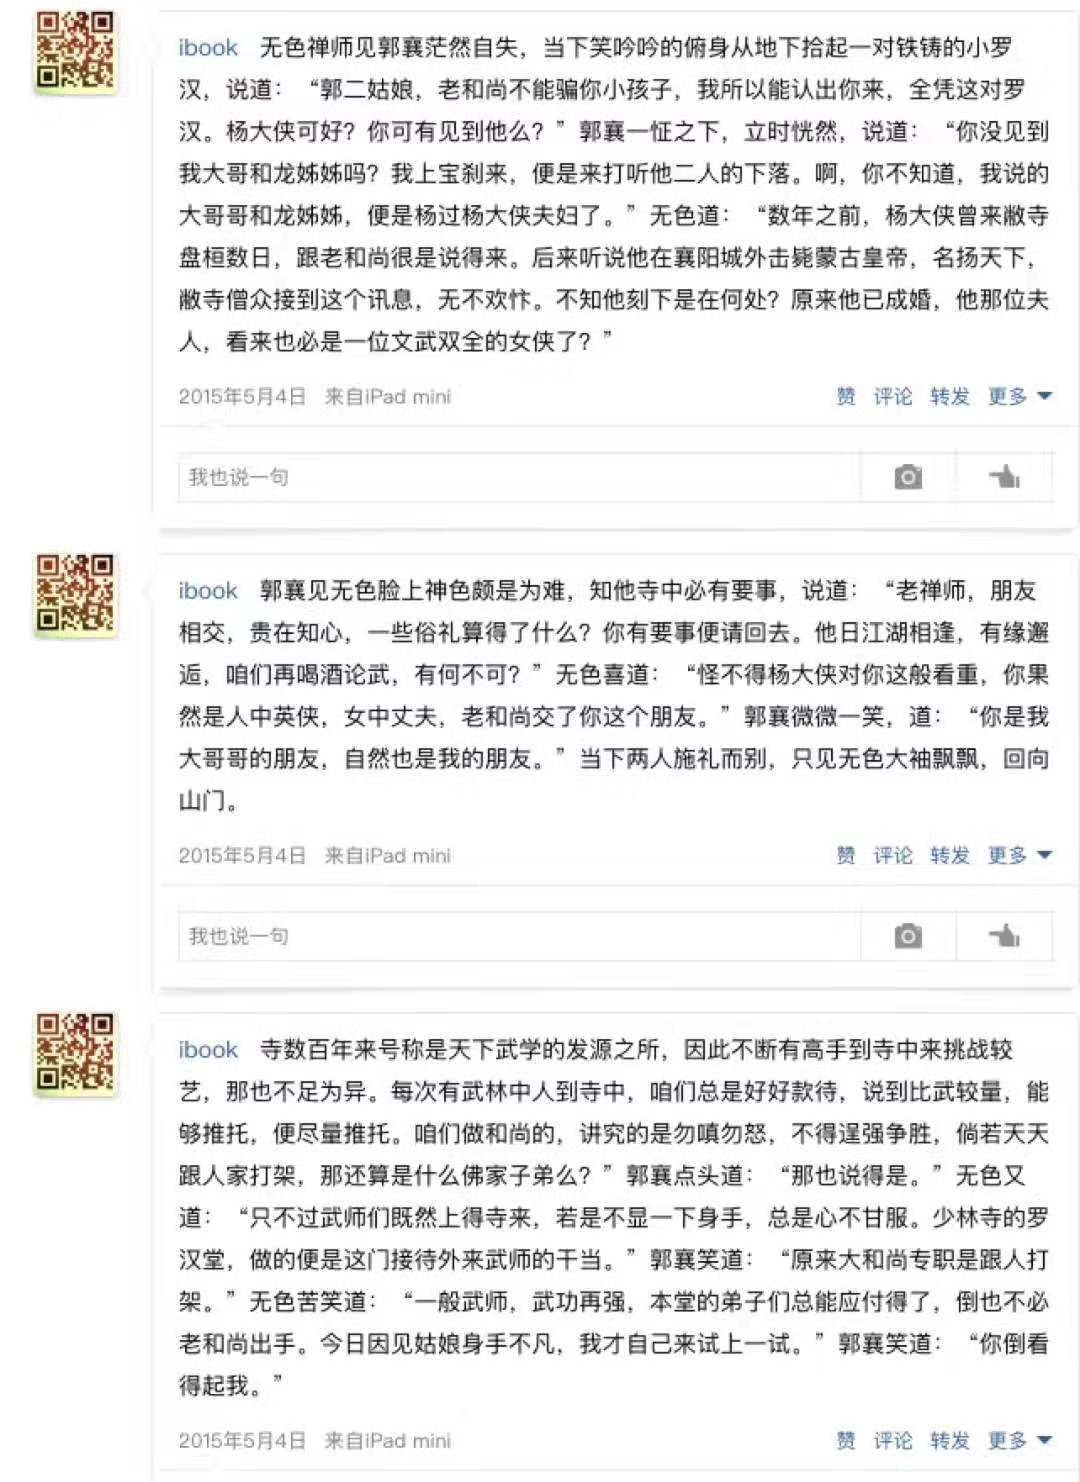 ibook 无色禅师见郭襄茫然自失，当下笑吟吟的俯身从地下拾起一对铁铸的小罗
汉，说道：“郭二姑娘，老和尚不能骗你小孩子，我所以能认出你来，全凭这对罗
汉。杨大侠可好？你可有见到他么？”郭襄一怔之下，立时恍然，说道：“你没见到
我大哥和龙姊姊吗？我上宝刹来，便是来打听他二人的下落。啊，你不知道，我说的
大哥哥和龙姊姊，便是杨过杨大侠夫妇了。”无色道：“数年之前，杨大侠曾来敝寺
盘桓数日，跟老和尚很是说得来。后来听说他在襄阳城外击毙蒙古皇帝，名扬天下，
敝寺僧众接到这个讯息，无不欢忭。不知他刻下是在何处？原来他已成婚，他那位夫
人，看来也必是一位文武双全的女侠了？”
2015年5月4日 来自iPad mini 赞 评论 转发 更多
我也说一句
ibook 郭襄见无色脸上神色颇是为难，知他寺中必有要事，说道：“老禅师，朋友
相交，贵在知心，一些俗礼算得了什么？你有要事便请回去。他日江湖相逢，有缘邂
逅，咱们再喝酒论武，有何不可？”无色喜道：“怪不得杨大侠对你这般看重，你果
然是人中英侠，女中丈夫，老和尚交了你这个朋友。”郭襄微微一笑，道：“你是我
大哥哥的朋友，自然也是我的朋友。”当下两人施礼而别，只见无色大袖飘飘，回向
山门。
2015年5月4日 来自iPad mini 赞 评论 转发 更多
我也说一句
ibook 寺数百年来号称是天下武学的发源之所，因此不断有高手到寺中来挑战较
艺，那也不足为异。每次有武林中人到寺中，咱们总是好好款待，说到比武较量，能
够推托，便尽量推托。咱们做和尚的，讲究的是勿嗔勿怒，不得逞强争胜，倘若天天
跟人家打架，那还算是什么佛家子弟么？”郭襄点头道：“那也说得是。”无色又
道：“只不过武师们既然上得寺来，若是不显一下身手，总是心不甘服。少林寺的罗
汉堂，做的便是这门接待外来武师的干当。”郭襄笑道：“原来大和尚专职是跟人打
架。”无色苦笑道：“一般武师，武功再强，本堂的弟子们总能应付得了，倒也不必
老和尚出手。今日因见姑娘身手不凡，我才自己来试上一试。”郭襄笑道：“你倒看
得起我。”
2015年5月4日 来自iPad mini 赞 评论 转发 更多